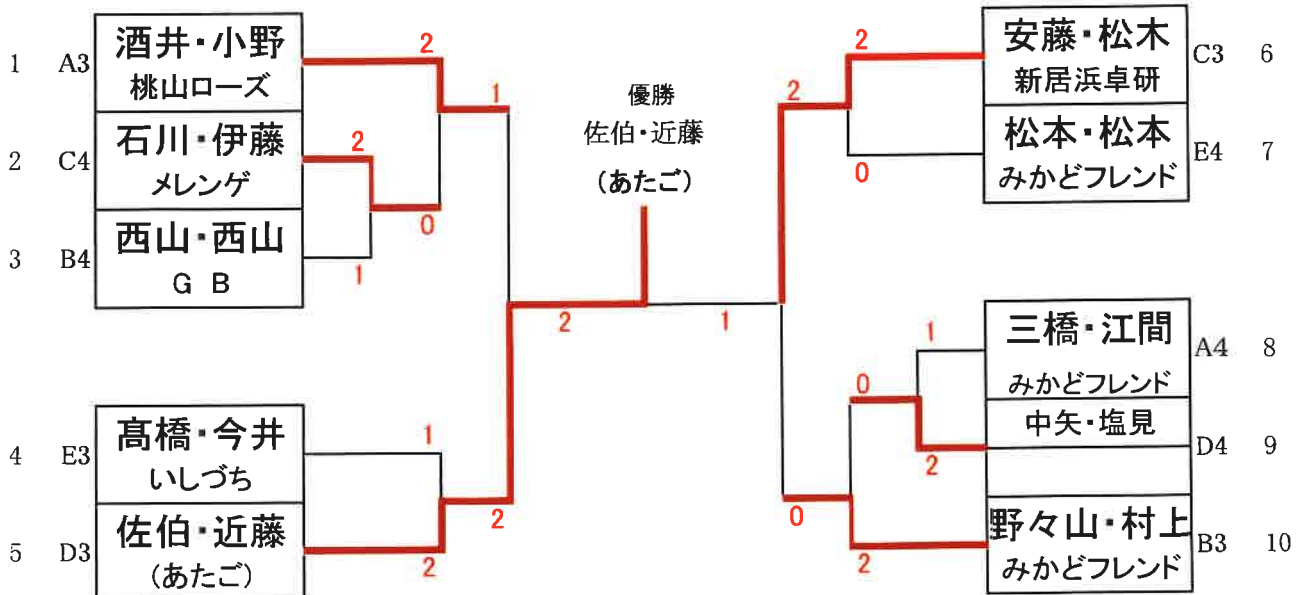 1 A3 酒井・小野
桃山ローズ
2 C4 石川・伊藤
メレンゲ
3 B4 西山・西山
G B
4 E3 髙橋・今井
いしづち
5 D3 佐伯・近藤
(あたご)
2
1
2
0
1
1
2
2
優勝
佐伯・近藤
(あたご)
2
1
2
2
0
1
0
2
0
2
安藤・松木 C3 6
新居浜卓研
松本・松本 E4 7
みかどフレンド
三橋・江間 A4 8
みかどフレンド
中矢・塩見 D4 9
野々山・村上 B3 10
みかどフレンド